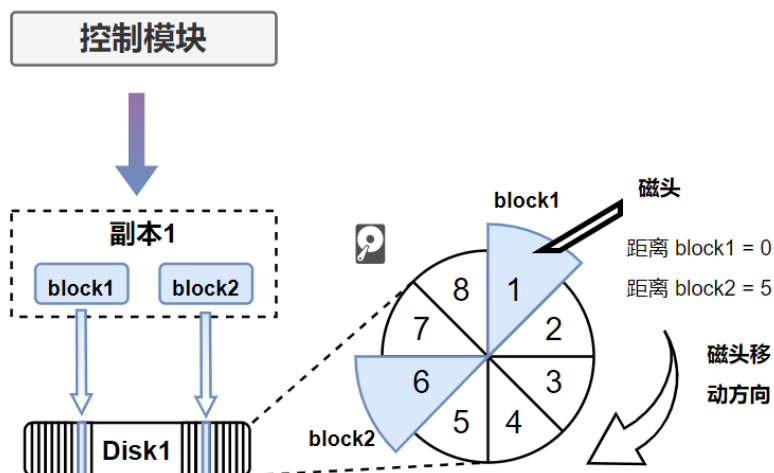 控制模块
副本1
block1
block2
Disk1
block1
磁头
距离 block1 = 0
距离 block2 = 5
8
1
7
2
6
3
5
4
block2
磁头移
动方向